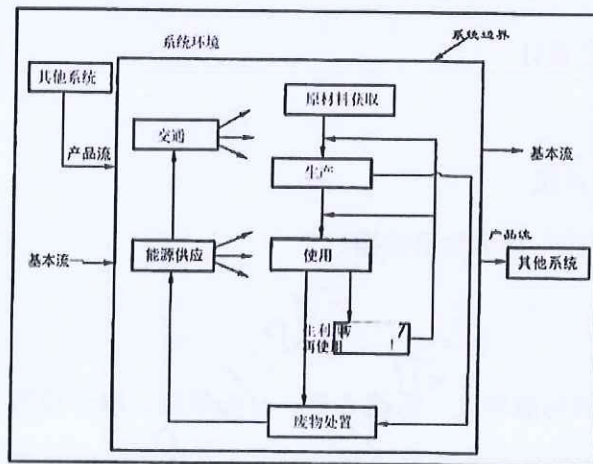 系统环境
系统边界
其他系统
原材料获取
交通
产品流
基本流
生产
产品流
基本流
能源供应
使用
其他系统
再使用
废物处置